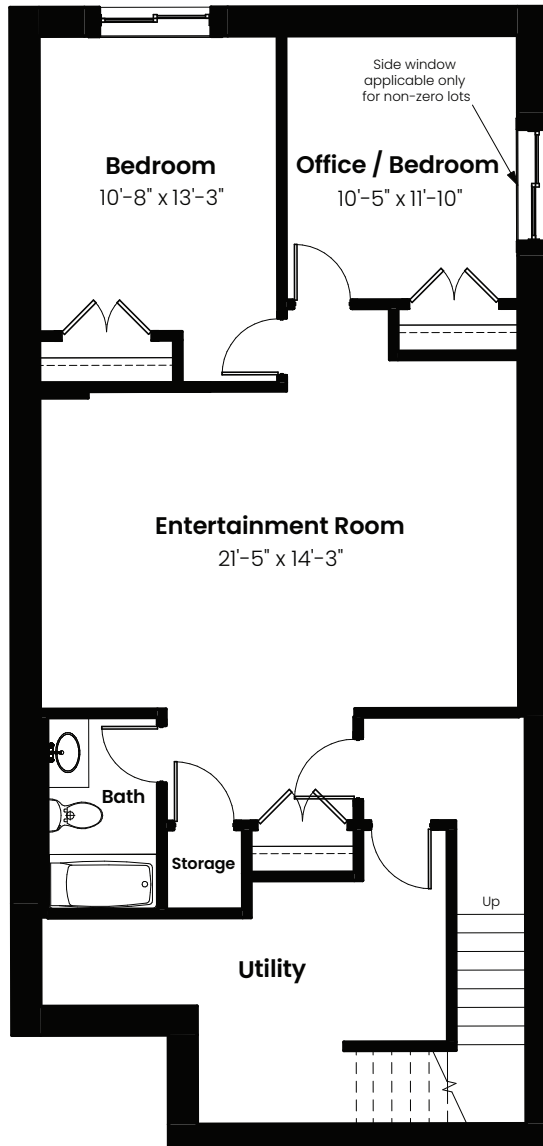 Side window
applicable only
for non-zero lots
Bedroom
10'-8" x 13'-3"
Office / Bedroom
10'-5" x 11'-10"
Entertainment Room
21'-5" x 14'-3"
Bath
Storage
Up
Utility